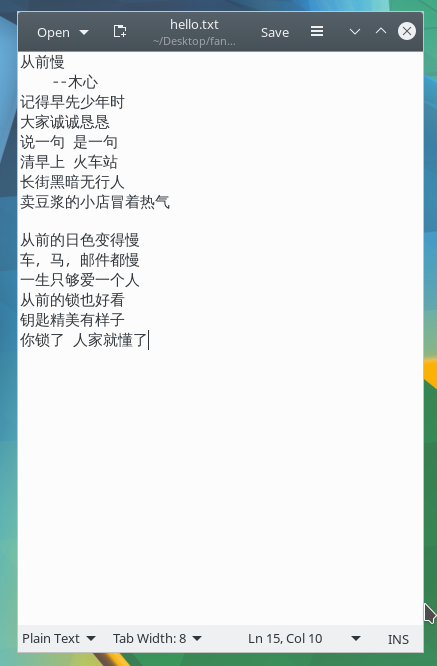 Open
hello.txt
~/Desktop/fan...
Save
从前慢
    --木心
记得早先少年时
大家诚诚恳恳
说一句 是一句
清早上 火车站
长街黑暗无行人
卖豆浆的小店冒着热气

从前的日色变得慢
车, 马, 邮件都慢
一生只够爱一个人
从前的锁也好看
钥匙精美有样子
你锁了 人家就懂了
Plain Text
Tab Width: 8
Ln 15, Col 10
INS